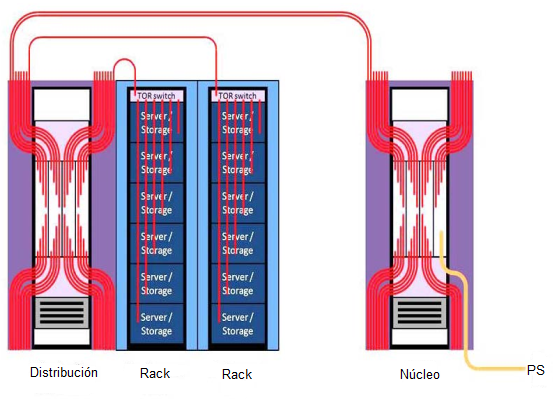 TOR switch
TOR switch
Server /
Storage
Server /
Storage
Server /
Storage
Server /
Storage
Server /
Storage
Server /
Storage
Server /
Storage
Server /
Storage
Server /
Storage
Server /
Storage
Server /
Storage
Server /
Storage
PS
Distribución
Rack
Rack
Núcleo